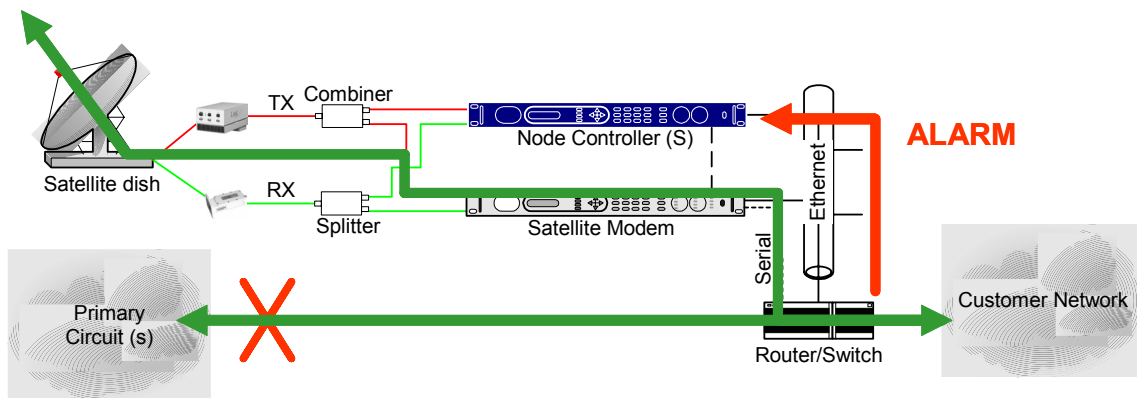 TX
Combiner
Node Controller (S)
ALARM
Satellite dish
RX
Splitter
Satellite Modem
Ethernet
Serial
Primary
Circuit (s)
Customer Network
Router/Switch